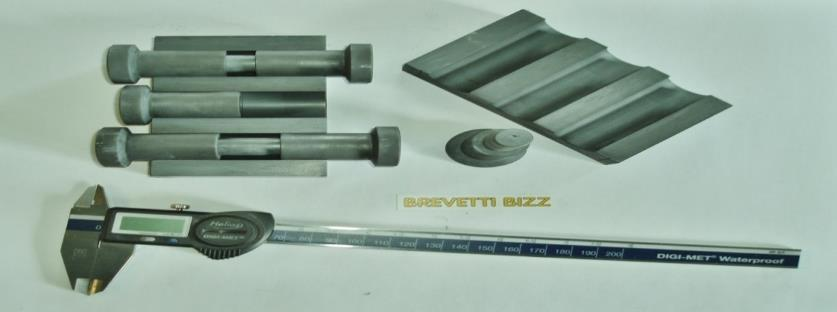 BREVETTI BIZZ
Helios
DIGI-MET
70 80 90 100 110 120 130 140 150 160 170 180 190 200
DIGI-MET® Waterproof